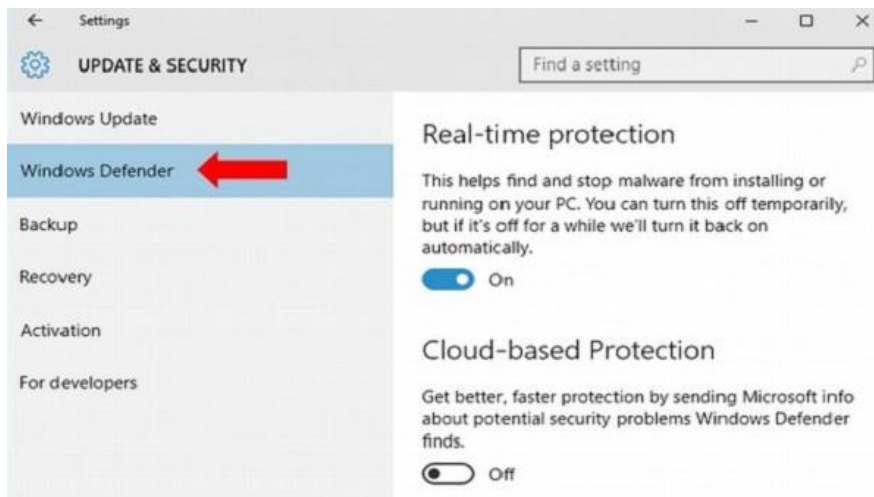 Settings
UPDATE & SECURITY
Find a setting
Windows Update
Windows Defender
Backup
Recovery
Activation
For developers
Real-time protection
This helps find and stop malware from installing or
running on your PC. You can turn this off temporarily,
but if it's off for a while we'll turn it back on
automatically.
On
Cloud-based Protection
Get better, faster protection by sending Microsoft info
about potential security problems Windows Defender
finds.
Off